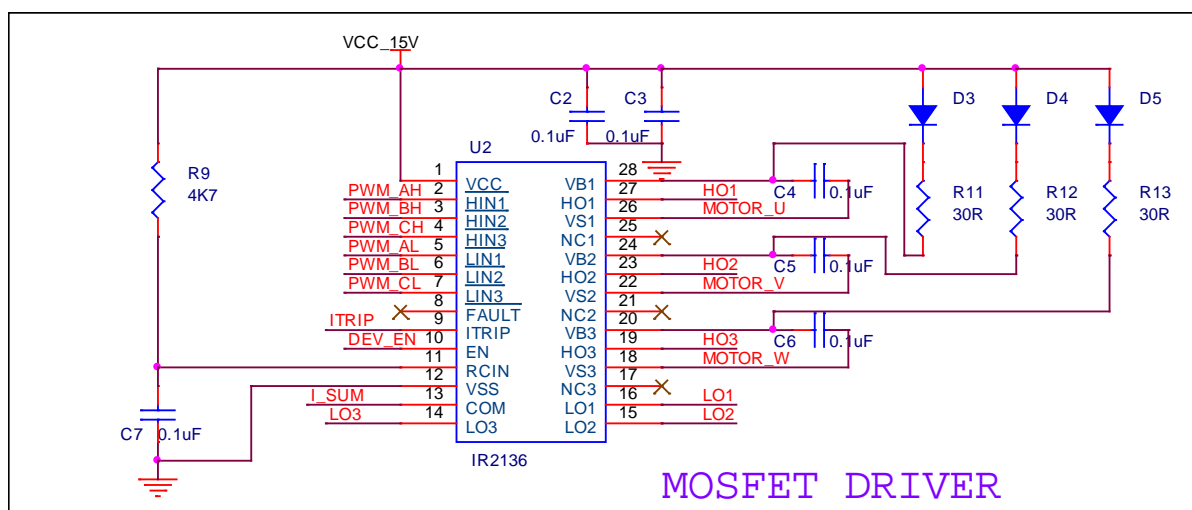 VCC_15V
C2
C3
0.1uF
0.1uF
D3
D4
D5
R9
4K7
U2
R11
30R
R12
30R
R13
30R
PWM_AH
1
VCC
PWM_BH
2
HIN1
PWM_CH
3
HIN2
PWM_AL
4
HIN3
PWM_BL
5
LIN1
PWM_CL
6
LIN2
7
LIN3
8
FAULT
ITRIP
9
ITRIP
DEV_EN
10
EN
11
RCIN
12
VSS
I_SUM
13
COM
LO3
14
LO3
28
VB1
27
HO1
HO1
26
VS1
MOTOR_U
25
NC1
24
VB2
23
HO2
HO2
22
VS2
MOTOR_V
21
NC2
20
VB3
19
HO3
HO3
18
VS3
MOTOR_W
17
NC3
16
LO1
LO1
15
LO2
LO2
C4
0.1uF
C5
0.1uF
C6
0.1uF
C7
0.1uF
IR2136
MOSFET DRIVER